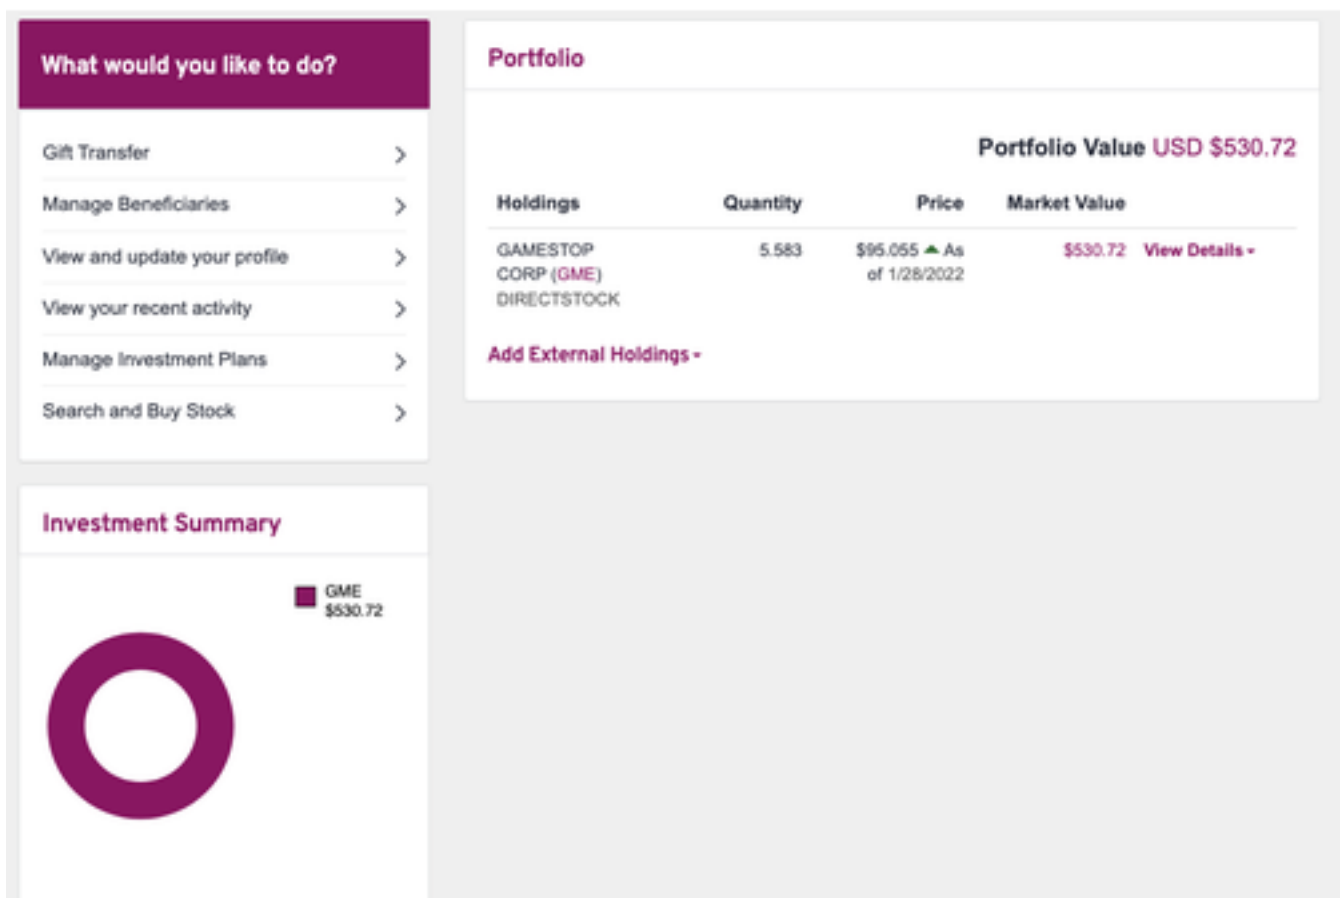 What would you like to do?
Gift Transfer
Manage Beneficiaries
View and update your profile
View your recent activity
Manage Investment Plans
Search and Buy Stock
Investment Summary
GME
$530.72
Portfolio
Portfolio Value USD $530.72
Holdings Quantity Price Market Value
GAMESTOP 5.583 $95.055 As $530.72 View Details
CORP (GME) of 1/28/2022
DIRECTSTOCK
Add External Holdings